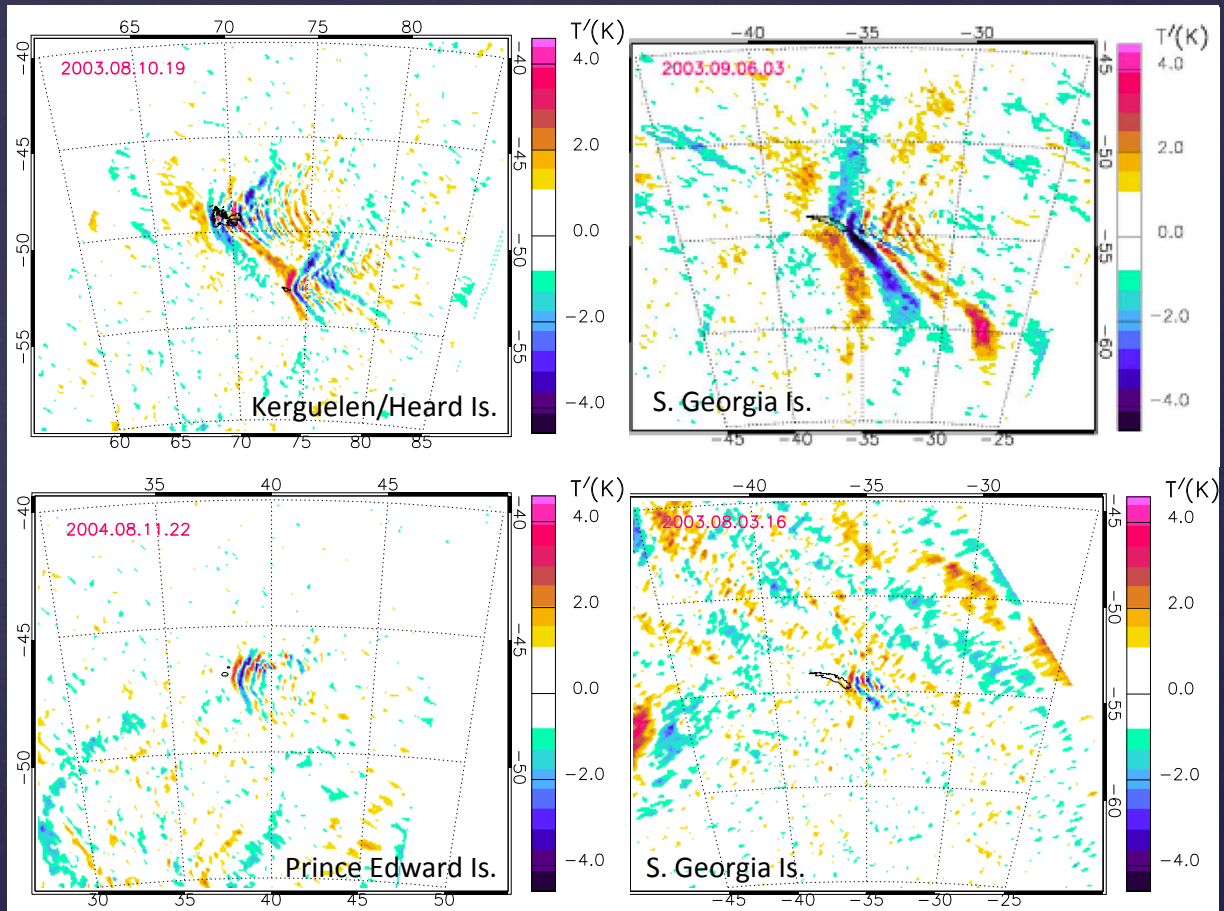 65 70 75 80
T'(K)
2003.08.10.19
-40
-45
-50
-55
-40
-45
-50
-55
4.0
2.0
0.0
-2.0
-4.0
Kerguelen/Heard Is.
60 65 70 75 80 85
-40 -35 -30
T'(K)
2003.09.06.03
-45
-50
-55
-60
4.0
2.0
0.0
-2.0
-4.0
S. Georgia Is.
-45 -40 -35 -30 -25
35 40 45
T'(K)
2004.08.11.22
-40
-45
-50
-40
-45
-50
4.0
2.0
0.0
-2.0
-4.0
Prince Edward Is.
30 35 40 45 50
-40 -35 -30
T'(K)
2003.08.03.16
-45
-50
-55
-60
4.0
2.0
0.0
-2.0
-4.0
S. Georgia Is.
-45 -40 -35 -30 -25